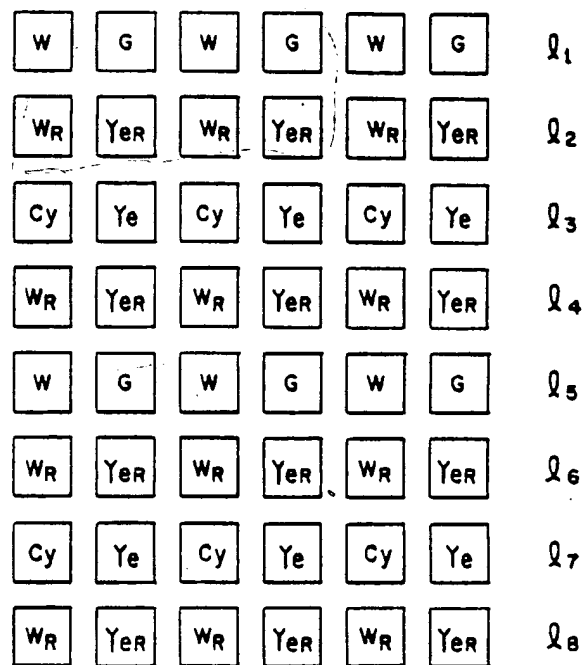 W G W G W G ℓ1
WR YeR WR YeR WR YeR ℓ2
Cy Ye Cy Ye Cy Ye ℓ3
WR YeR WR YeR WR YeR ℓ4
W G W G W G ℓ5
WR YeR WR YeR WR YeR ℓ6
Cy Ye Cy Ye Cy Ye ℓ7
WR YeR WR YeR WR YeR ℓ8